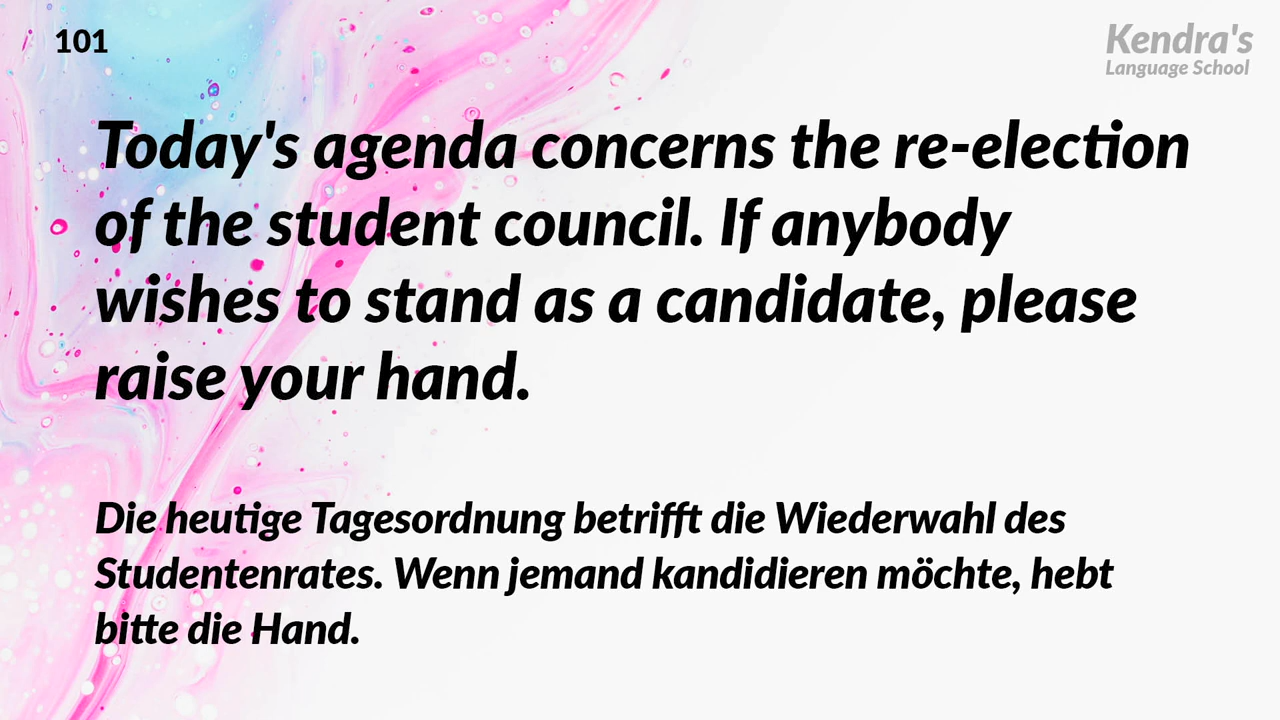 101
Kendra's
Language School
Today's agenda concerns the re-election
of the student council. If anybody
wishes to stand as a candidate, please
raise your hand.
Die heutige Tagesordnung betrifft die Wiederwahl des
Studentenrates. Wenn jemand kandidieren möchte, hebt
bitte die Hand.